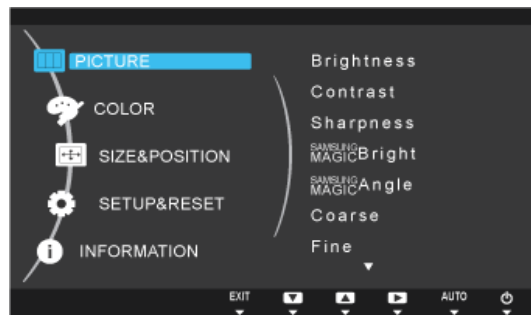 PICTURE
COLOR
SIZE&POSITION
SETUP&RESET
INFORMATION
Brightness
Contrast
Sharpness
SAMSUNG MAGIC Bright
SAMSUNG MAGIC Angle
Coarse
Fine
EXIT AUTO